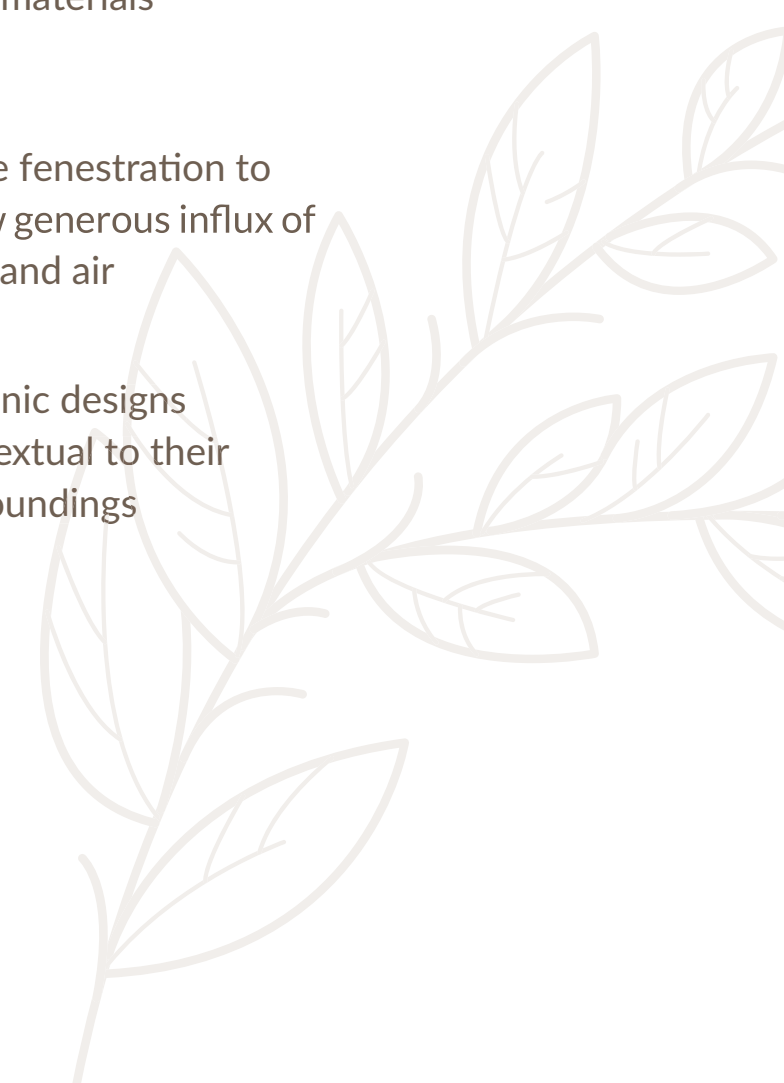 materials
e fenestration to
generous influx of
and air
nic designs
extual to their
oundings